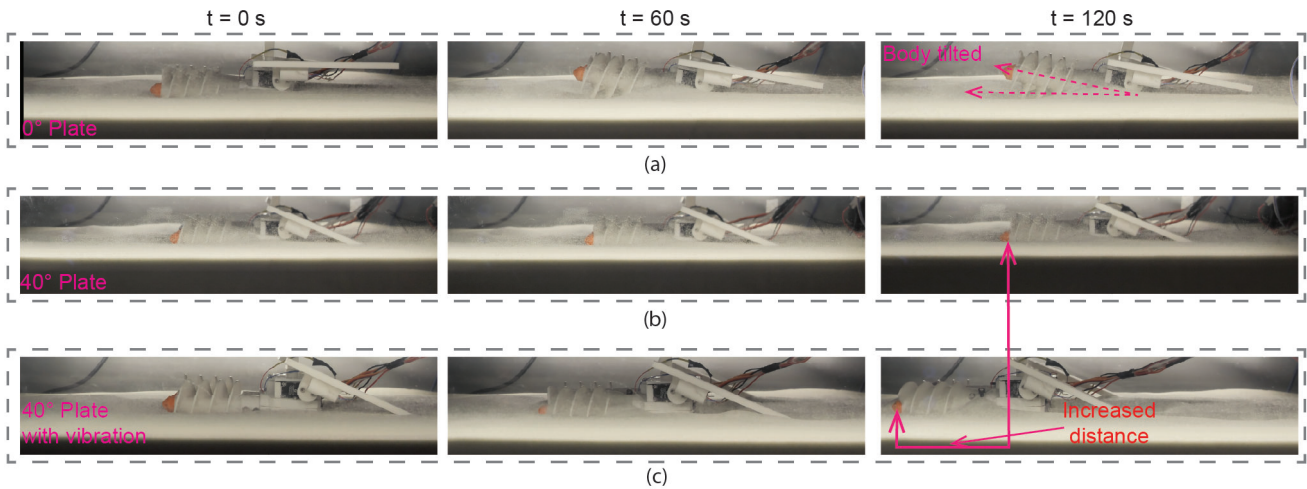 t = 0 s
t = 60 s
t = 120 s
Body tilted
0° Plate
(a)
40° Plate
(b)
40° Plate
with vibration
Increased
distance
(c)